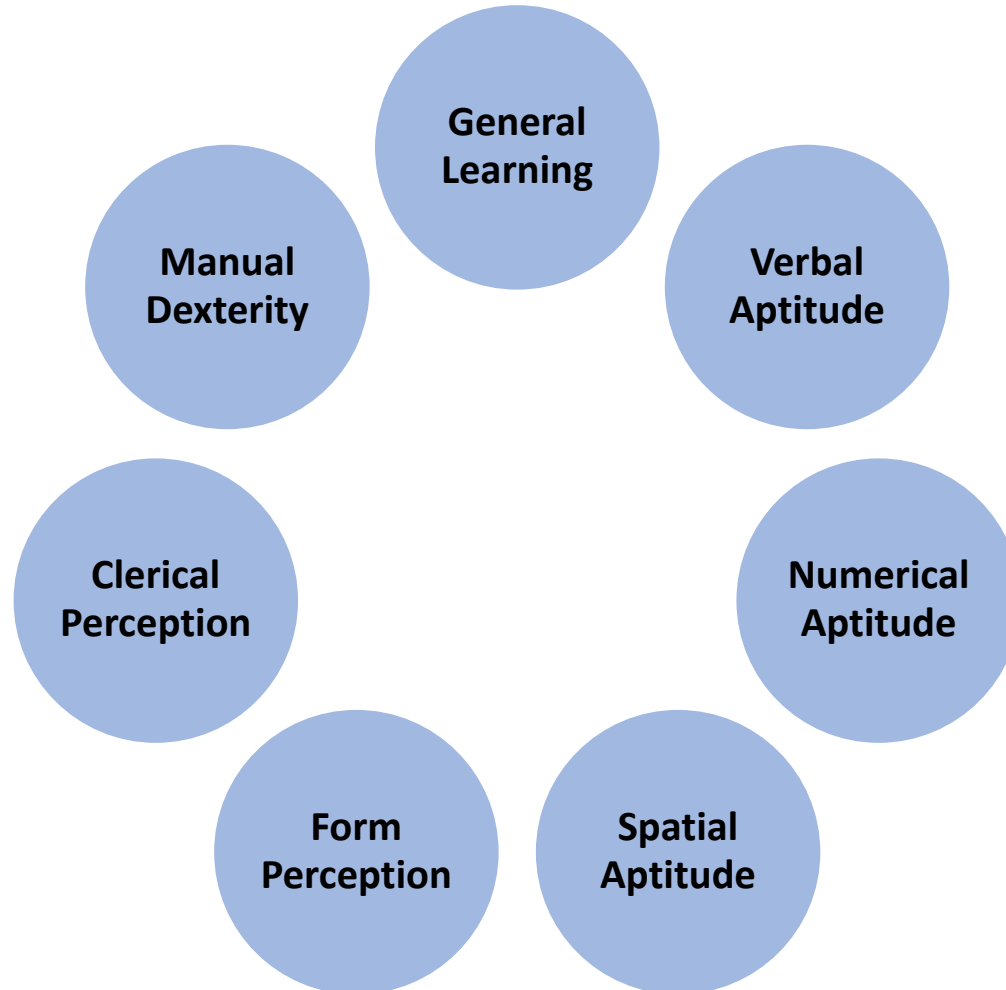 General
Learning
Verbal
Aptitude
Numerical
Aptitude
Spatial
Aptitude
Form
Perception
Clerical
Perception
Manual
Dexterity